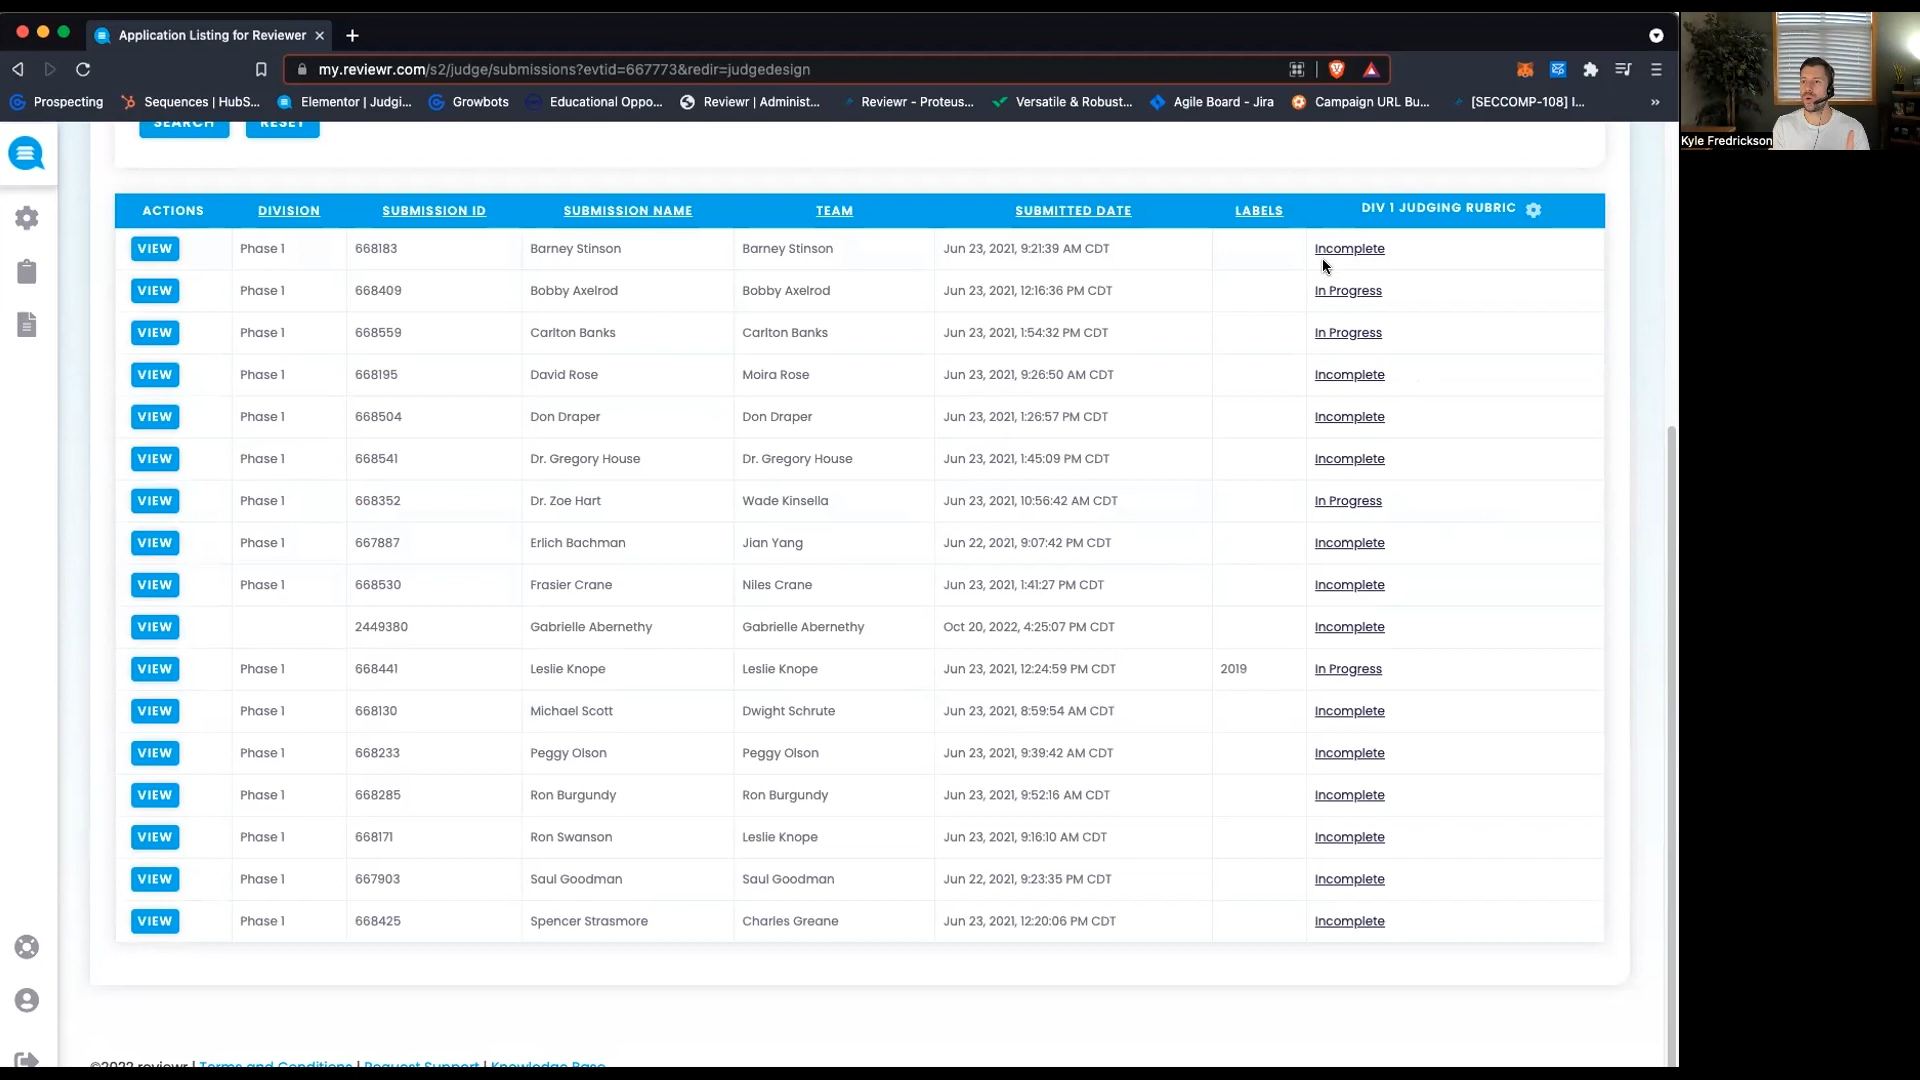 Application Listing for Reviewer
my.reviewr.com/s2/judge/submissions?evtid=667773&redir=judgedesign
Prospecting Sequences | HubS... Elementor | Judgi... Growbots Educational Oppo... Reviewr | Administ... Reviewr - Proteus... Versatile & Robust... Agile Board - Jira Campaign URL Bu... [SECCOMP-108] I... »
Kyle Fredrickson
SEARCH RESET
ACTIONS DIVISION SUBMISSION ID SUBMISSION NAME TEAM SUBMITTED DATE LABELS DIV 1 JUDGING RUBRIC
VIEW Phase 1 668183 Barney Stinson Barney Stinson Jun 23, 2021, 9:21:39 AM CDT Incomplete
VIEW Phase 1 668409 Bobby Axelrod Bobby Axelrod Jun 23, 2021, 12:16:36 PM CDT In Progress
VIEW Phase 1 668559 Carlton Banks Carlton Banks Jun 23, 2021, 1:54:32 PM CDT In Progress
VIEW Phase 1 668195 David Rose Moira Rose Jun 23, 2021, 9:26:50 AM CDT Incomplete
VIEW Phase 1 668504 Don Draper Don Draper Jun 23, 2021, 1:26:57 PM CDT Incomplete
VIEW Phase 1 668541 Dr. Gregory House Dr. Gregory House Jun 23, 2021, 1:45:09 PM CDT Incomplete
VIEW Phase 1 668352 Dr. Zoe Hart Wade Kinsella Jun 23, 2021, 10:56:42 AM CDT In Progress
VIEW Phase 1 667887 Erlich Bachman Jian Yang Jun 22, 2021, 9:07:42 PM CDT Incomplete
VIEW Phase 1 668530 Frasier Crane Niles Crane Jun 23, 2021, 1:41:27 PM CDT Incomplete
VIEW 2449380 Gabrielle Abernethy Gabrielle Abernethy Oct 20, 2022, 4:25:07 PM CDT Incomplete
VIEW Phase 1 668441 Leslie Knope Leslie Knope Jun 23, 2021, 12:24:59 PM CDT 2019 In Progress
VIEW Phase 1 668130 Michael Scott Dwight Schrute Jun 23, 2021, 8:59:54 AM CDT Incomplete
VIEW Phase 1 668233 Peggy Olson Peggy Olson Jun 23, 2021, 9:39:42 AM CDT Incomplete
VIEW Phase 1 668285 Ron Burgundy Ron Burgundy Jun 23, 2021, 9:52:16 AM CDT Incomplete
VIEW Phase 1 668171 Ron Swanson Leslie Knope Jun 23, 2021, 9:16:10 AM CDT Incomplete
VIEW Phase 1 667903 Saul Goodman Saul Goodman Jun 22, 2021, 9:23:35 PM CDT Incomplete
VIEW Phase 1 668425 Spencer Strasmore Charles Greane Jun 23, 2021, 12:20:06 PM CDT Incomplete
©2022 reviewr | Terms and Conditions | Request Support | Knowledge Base